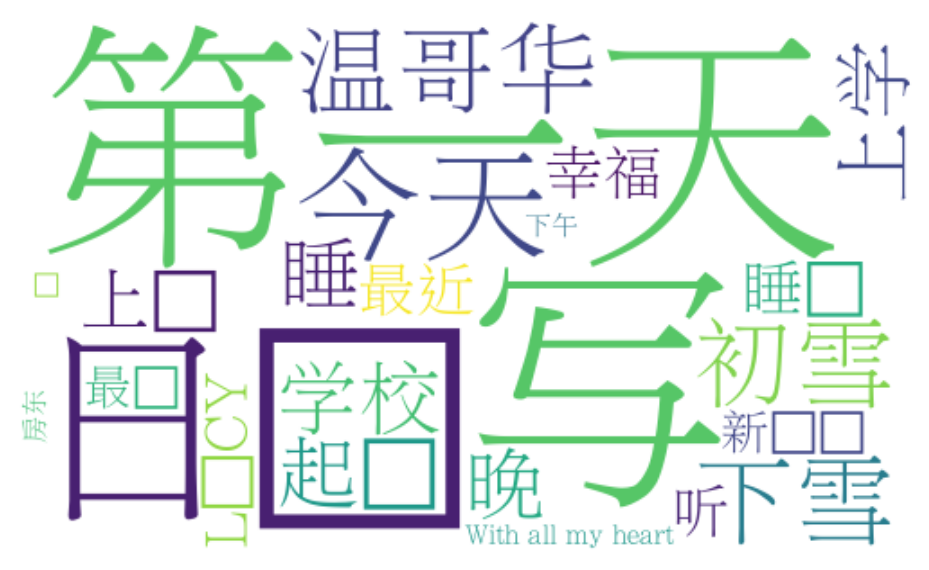 第一天
温哥华
上学
今天
幸福
下午
睡
最近
上□
睡□
□
日□
写
初雪
最□
学校
起□
房东
L□CY
晚
新□□
听
下雪
With all my heart